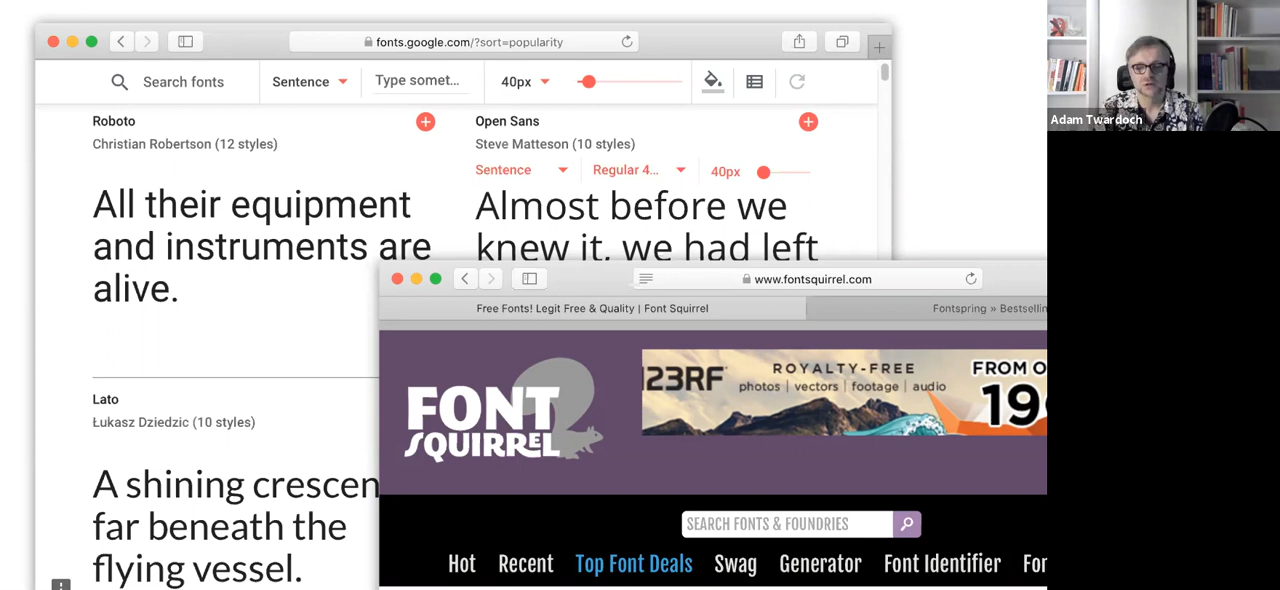 fonts.google.com/?sort=popularity
Search fonts
Sentence
Type somet...
40px
Roboto
Christian Robertson (12 styles)
All their equipment
and instruments are
alive.
Open Sans
Steve Matteson (10 styles)
Sentence
Regular 4...
40px
Almost before we
knew it, we had left
Lato
Łukasz Dziedzic (10 styles)
A shining crescen
far beneath the
flying vessel.
www.fontsquirrel.com
Free Fonts! Legit Free & Quality | Font Squirrel
Fontspring » Bestsellin
FONT
SQUIRREL
123RF
ROYALTY-FREE
photos | vectors | footage | audio
FROM O
19
SEARCH FONTS & FOUNDRIES
Hot Recent Top Font Deals Swag Generator Font Identifier For
Adam Twardoch